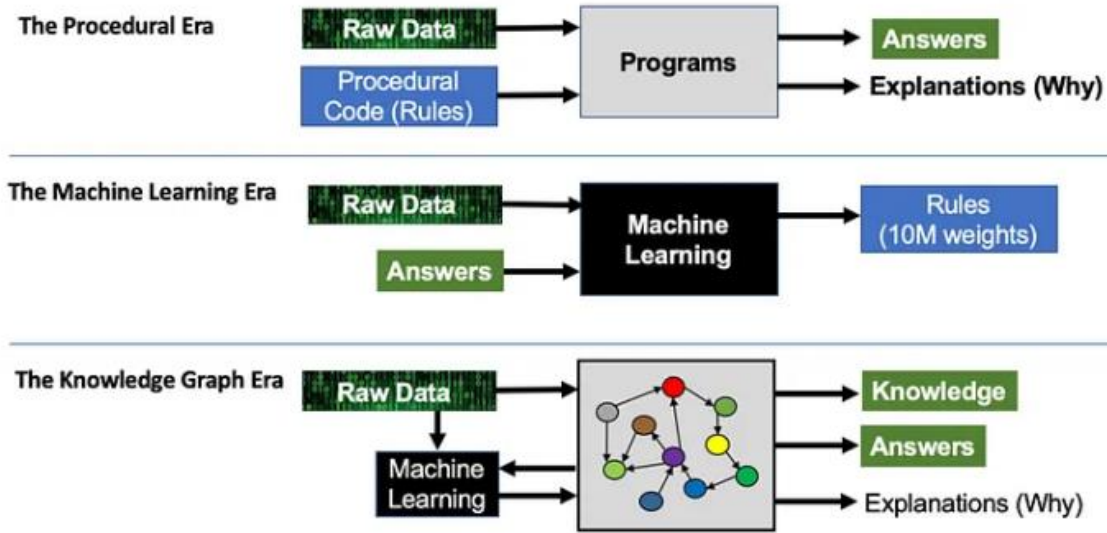 The Procedural Era
Raw Data
Procedural
Code (Rules)
Programs
Answers
Explanations (Why)
The Machine Learning Era
Raw Data
Answers
Machine
Learning
Rules
(10M weights)
The Knowledge Graph Era
Raw Data
Machine
Learning
Knowledge
Answers
Explanations (Why)